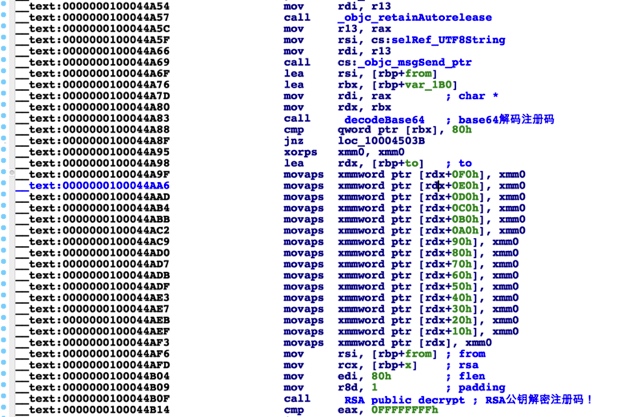 __text:0000000100044A54 mov rdi, r13
__text:0000000100044A57 call _objc_retainAutorelease
__text:0000000100044A5C mov r13, rax
__text:0000000100044A5F mov rsi, cs:selRef_UTF8String
__text:0000000100044A66 mov rdi, r13
__text:0000000100044A69 call cs:_objc_msgSend_ptr
__text:0000000100044A6F lea rsi, [rbp+from]
__text:0000000100044A76 lea rbx, [rbp+var_1B0]
__text:0000000100044A7D mov rdi, rax ; char *
__text:0000000100044A80 mov rdx, rbx
__text:0000000100044A83 call decodeBase64 ; base64解码注册码
__text:0000000100044A88 cmp qword ptr [rbx], 80h
__text:0000000100044A8F jnz loc_10004503B
__text:0000000100044A95 xorps xmm0, xmm0
__text:0000000100044A98 lea rdx, [rbp+to] ; to
__text:0000000100044A9F movaps xmmword ptr [rdx+0F0h], xmm0
__text:0000000100044AA6 movaps xmmword ptr [rdx+0E0h], xmm0
__text:0000000100044AAD movaps xmmword ptr [rdx+0D0h], xmm0
__text:0000000100044AB4 movaps xmmword ptr [rdx+0C0h], xmm0
__text:0000000100044ABB movaps xmmword ptr [rdx+0B0h], xmm0
__text:0000000100044AC2 movaps xmmword ptr [rdx+0A0h], xmm0
__text:0000000100044AC9 movaps xmmword ptr [rdx+90h], xmm0
__text:0000000100044AD0 movaps xmmword ptr [rdx+80h], xmm0
__text:0000000100044AD7 movaps xmmword ptr [rdx+70h], xmm0
__text:0000000100044ADB movaps xmmword ptr [rdx+60h], xmm0
__text:0000000100044ADF movaps xmmword ptr [rdx+50h], xmm0
__text:0000000100044AE3 movaps xmmword ptr [rdx+40h], xmm0
__text:0000000100044AE7 movaps xmmword ptr [rdx+30h], xmm0
__text:0000000100044AEB movaps xmmword ptr [rdx+20h], xmm0
__text:0000000100044AEF movaps xmmword ptr [rdx+10h], xmm0
__text:0000000100044AF3 movaps xmmword ptr [rdx], xmm0
__text:0000000100044AF6 mov rsi, [rbp+from] ; from
__text:0000000100044AFD mov rcx, [rbp+x] ; rsa
__text:0000000100044B04 mov edi, 80h ; flen
__text:0000000100044B09 mov r8d, 1 ; padding
__text:0000000100044B0F call RSA public decrypt ; RSA公钥解密注册码！
__text:0000000100044B14 cmp eax, 0FFFFFFFFh